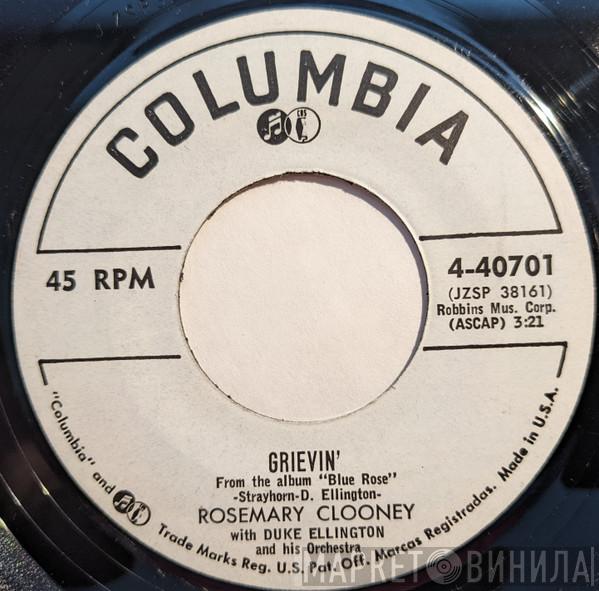 COLUMBIA
CBS
45 RPM
4-40701
(JZSP 38161)
Robbins Mus. Corp.
(ASCAP) 3:21
GRIEVIN'
From the album "Blue Rose"
-Strayhorn-D. Ellington-
ROSEMARY CLOONEY
with DUKE ELLINGTON
and his Orchestra
"Columbia" and Trade Marks Reg. U.S. Pat. Off. Marcas Registradas. Made in U.S.A.
МАРКЕТ ВИНИЛА